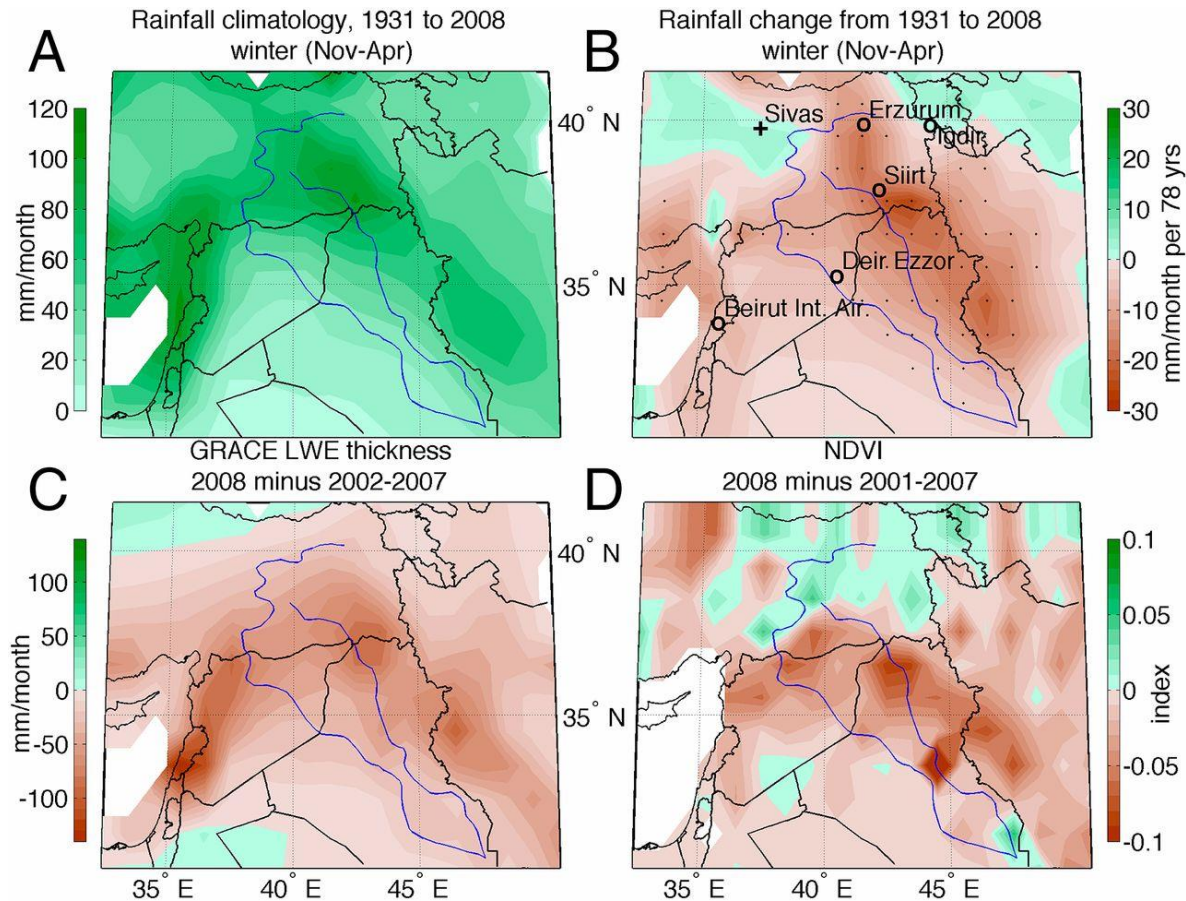 Rainfall climatology, 1931 to 2008
winter (Nov-Apr)
A
120
100
80
60
40
20
0
mm/month
Rainfall change from 1931 to 2008
winter (Nov-Apr)
B
40° N
35° N
Sivas
Erzurum
Igdir
Siirt
Deir. Ezzor
Beirut Int. Air.
30
20
10
0
-10
-20
-30
mm/month per 78 yrs
GRACE LWE thickness
2008 minus 2002-2007
C
100
50
0
-50
-100
mm/month
35° E
40° E
45° E
NDVI
2008 minus 2001-2007
D
40° N
35° N
0.1
0.05
0
-0.05
-0.1
index
35° E
40° E
45° E